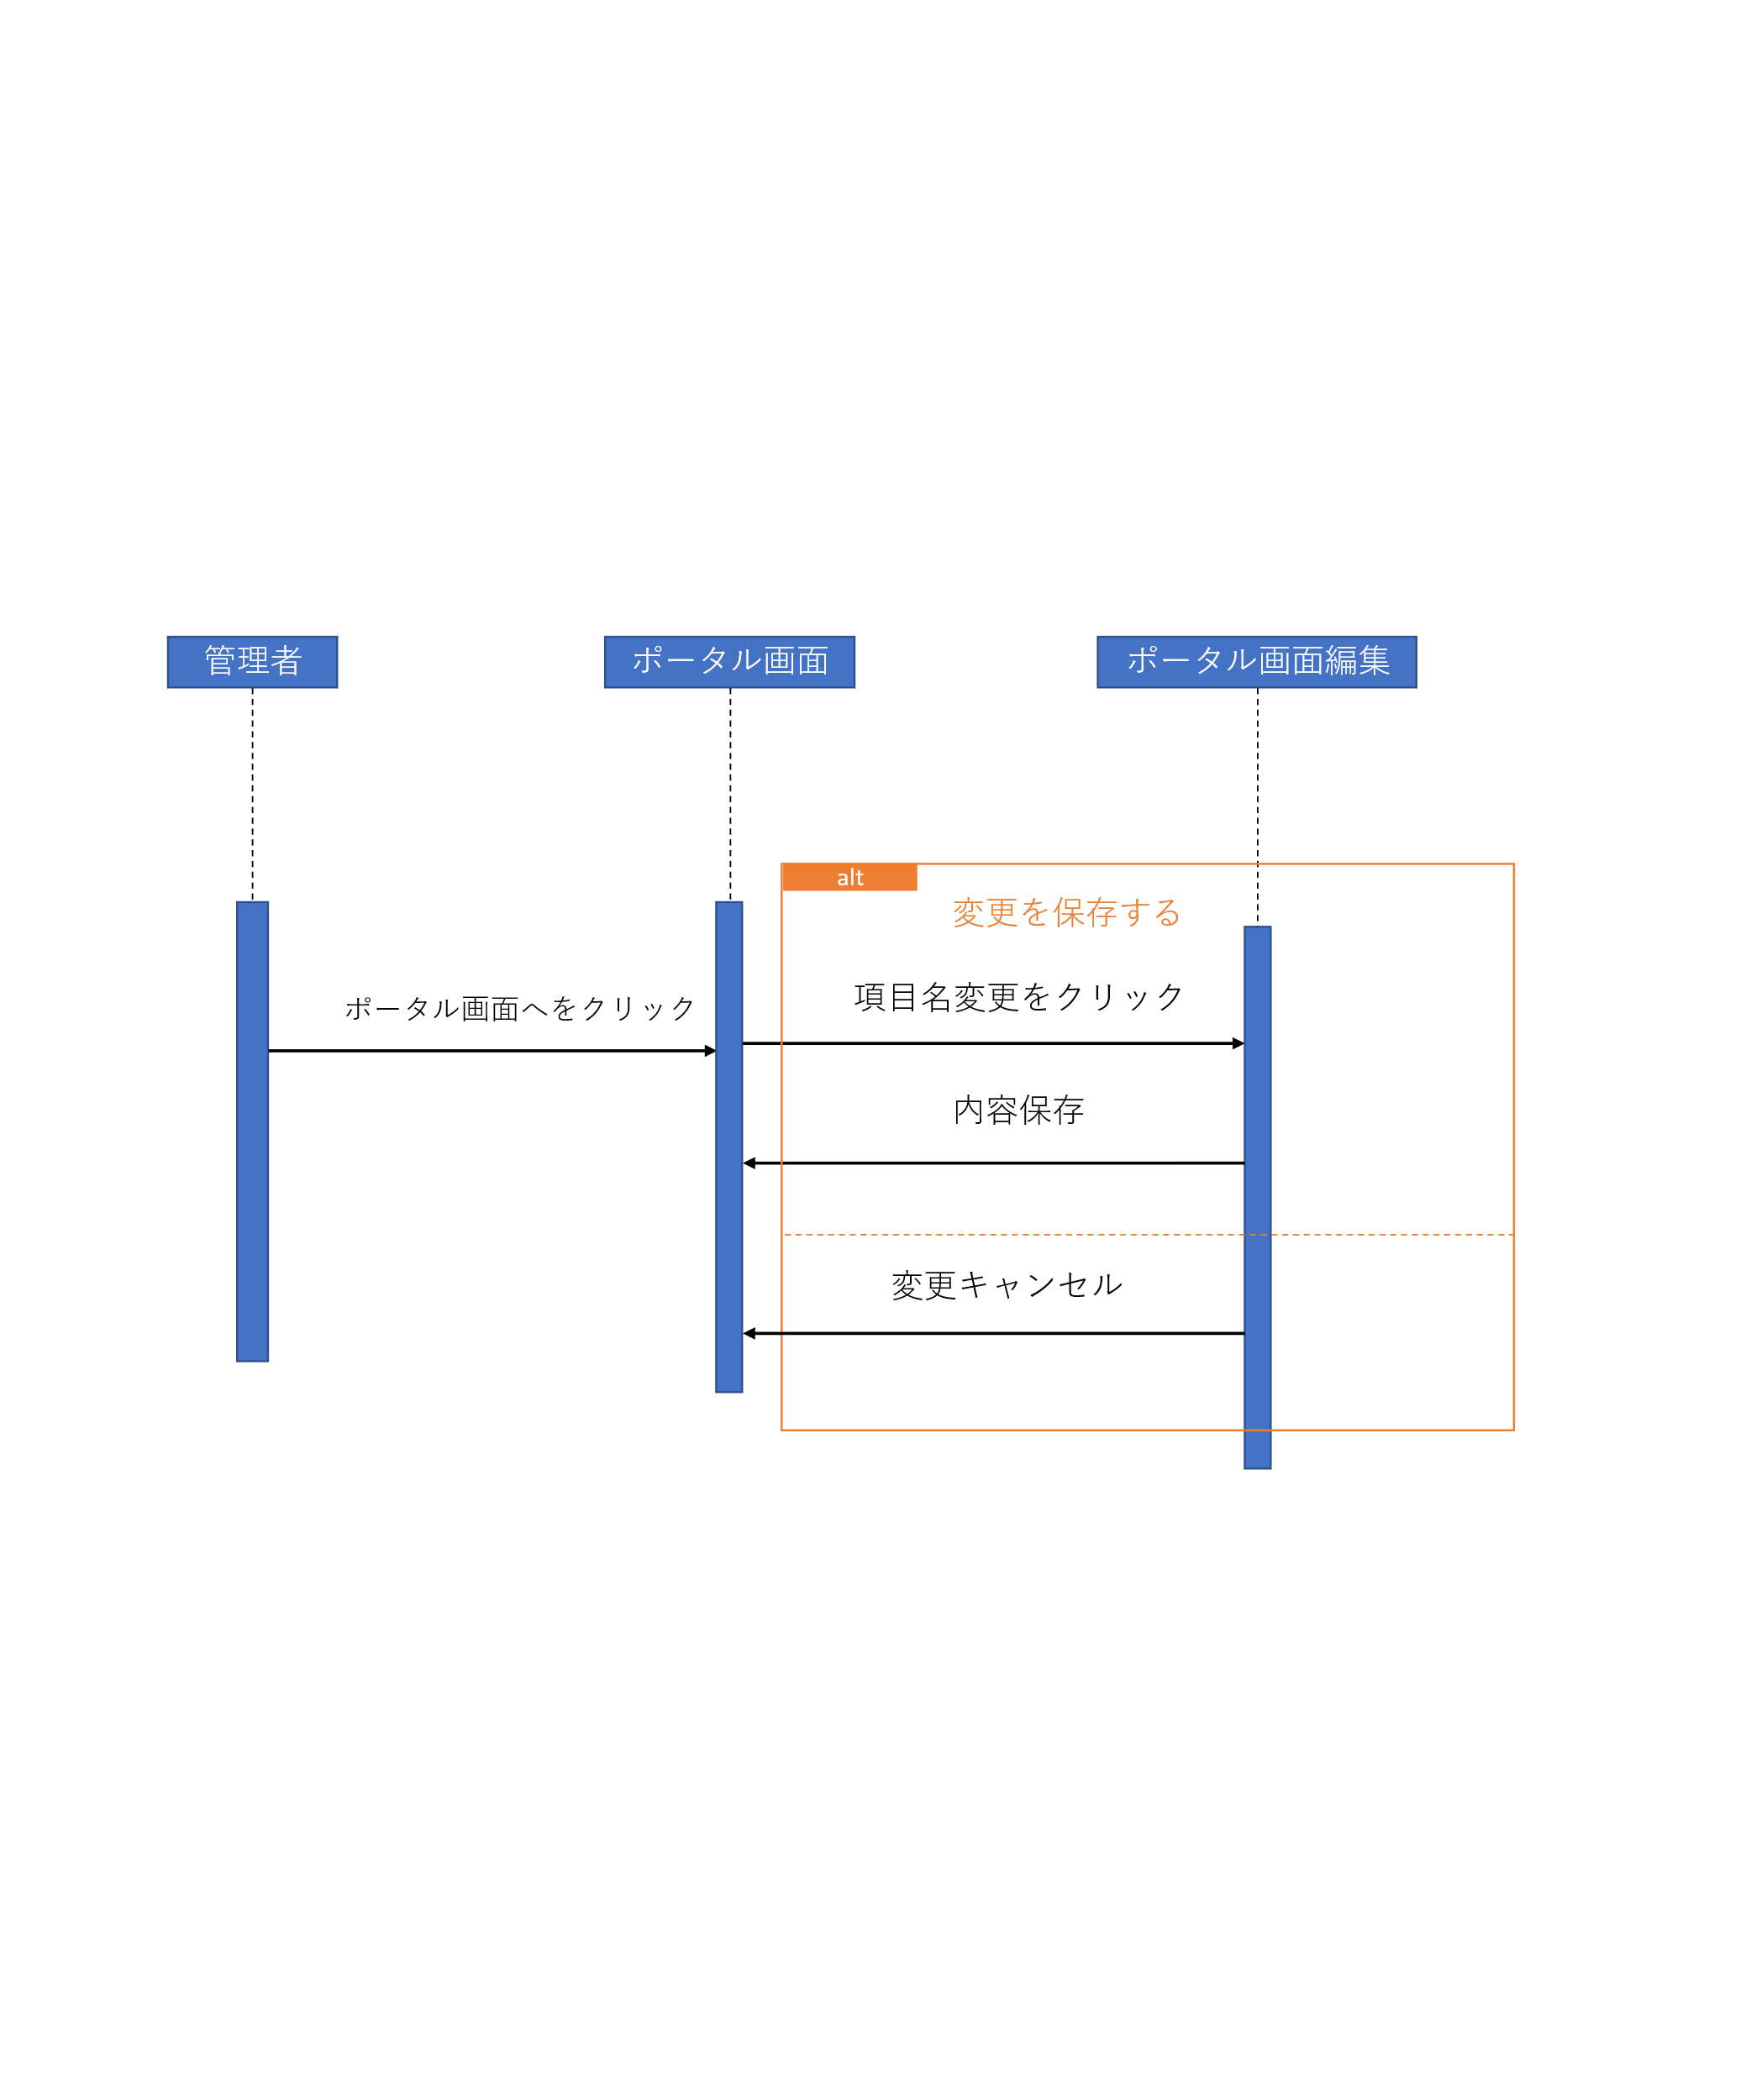 管理者
ポータル画面
ポータル画面編集
alt
変更を保存する
項目名変更をクリック
ポータル画面へをクリック
内容保存
変更キャンセル